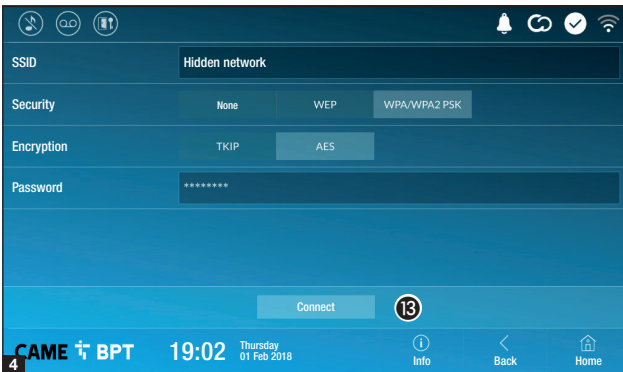 SSID Hidden network
Security None WEP WPA/WPA2 PSK
Encryption TKIP AES
Password ********
Connect 13
CAME BPT 19:02 Thursday
01 Feb 2018
Info Back Home
4